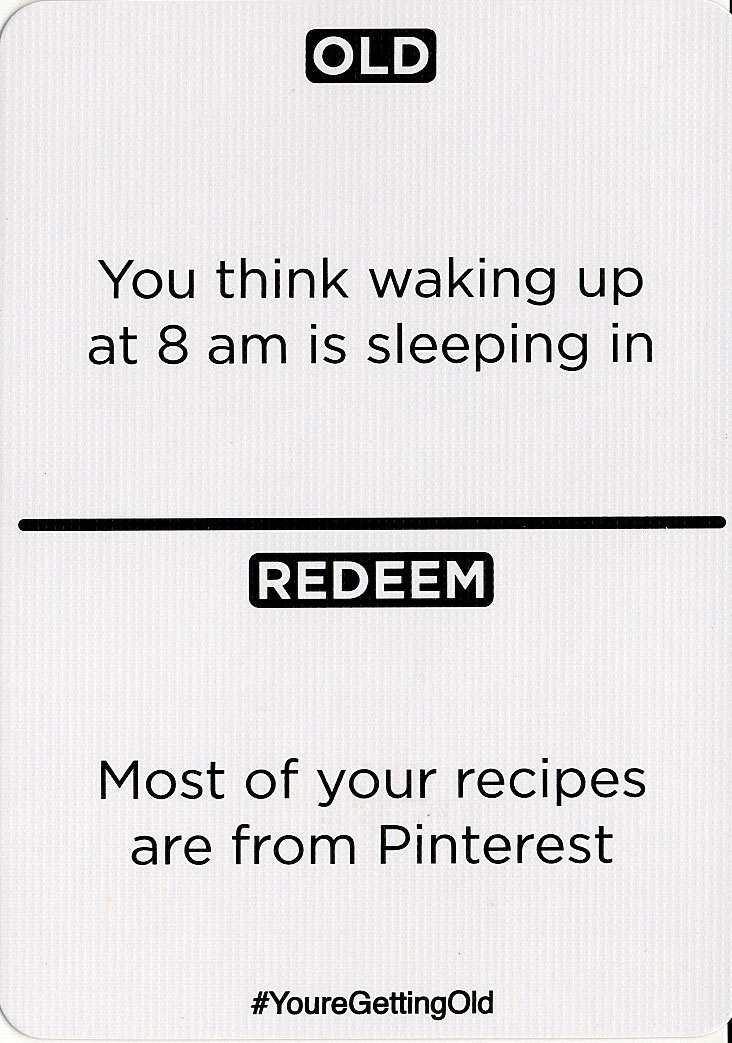 OLD
You think waking up
at 8 am is sleeping in
REDEEM
Most of your recipes
are from Pinterest
#YoureGettingOld